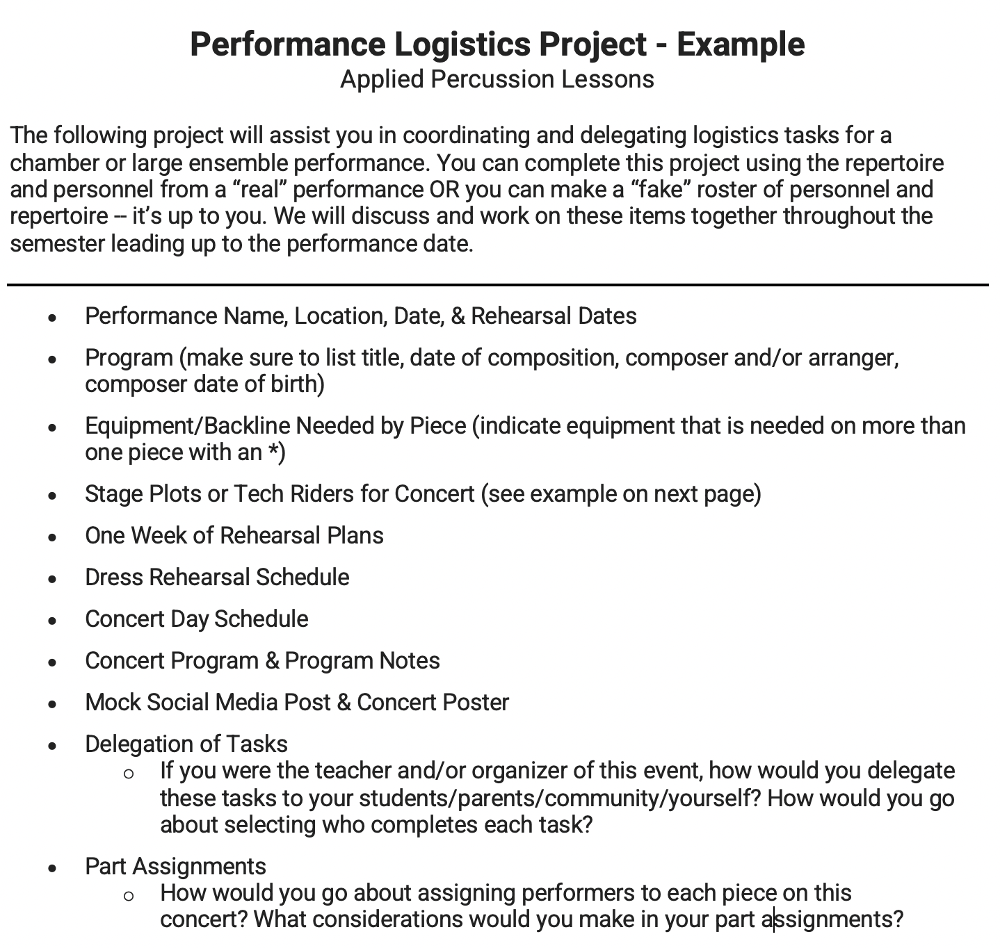 Performance Logistics Project - Example
Applied Percussion Lessons
The following project will assist you in coordinating and delegating logistics tasks for a
chamber or large ensemble performance. You can complete this project using the repertoire
and personnel from a “real” performance OR you can make a “fake” roster of personnel and
repertoire -- it’s up to you. We will discuss and work on these items together throughout the
semester leading up to the performance date.
• Performance Name, Location, Date, & Rehearsal Dates
• Program (make sure to list title, date of composition, composer and/or arranger,
composer date of birth)
• Equipment/Backline Needed by Piece (indicate equipment that is needed on more than
one piece with an *)
• Stage Plots or Tech Riders for Concert (see example on next page)
• One Week of Rehearsal Plans
• Dress Rehearsal Schedule
• Concert Day Schedule
• Concert Program & Program Notes
• Mock Social Media Post & Concert Poster
• Delegation of Tasks
○ If you were the teacher and/or organizer of this event, how would you delegate
these tasks to your students/parents/community/yourself? How would you go
about selecting who completes each task?
• Part Assignments
○ How would you go about assigning performers to each piece on this
concert? What considerations would you make in your part assignments?